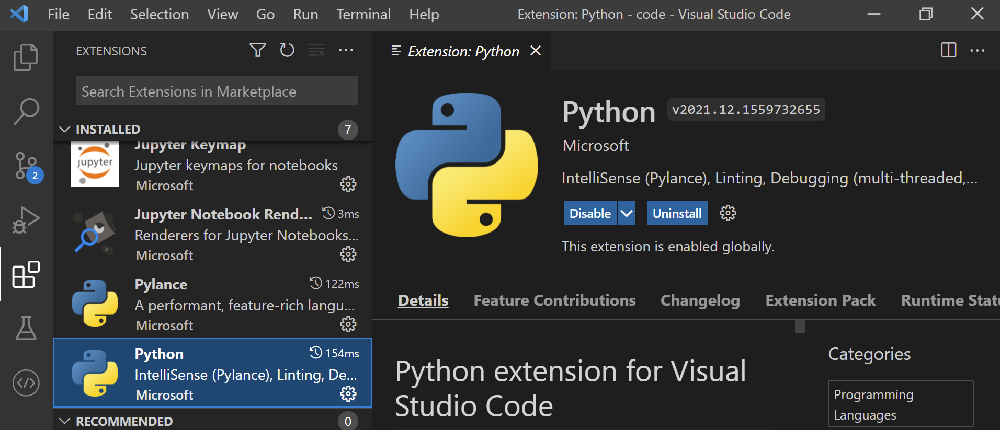 File Edit Selection View Go Run Terminal Help
Extension: Python - code - Visual Studio Code
EXTENSIONS
Search Extensions in Marketplace
INSTALLED
7
2
Jupyter Keymap
jupyter
Jupyter keymaps for notebooks
Microsoft
Jupyter Notebook Rend...
3ms
Renderers for Jupyter Notebooks...
Microsoft
Pylance
122ms
A performant, feature-rich langu...
Microsoft
Python
154ms
IntelliSense (Pylance), Linting, De...
Microsoft
RECOMMENDED
0
Extension: Python
Python
v2021.12.1559732655
Microsoft
IntelliSense (Pylance), Linting, Debugging (multi-threaded,...
Disable
Uninstall
This extension is enabled globally.
Details Feature Contributions Changelog Extension Pack Runtime Statu
Python extension for Visual
Studio Code
Categories
Programming
Languages